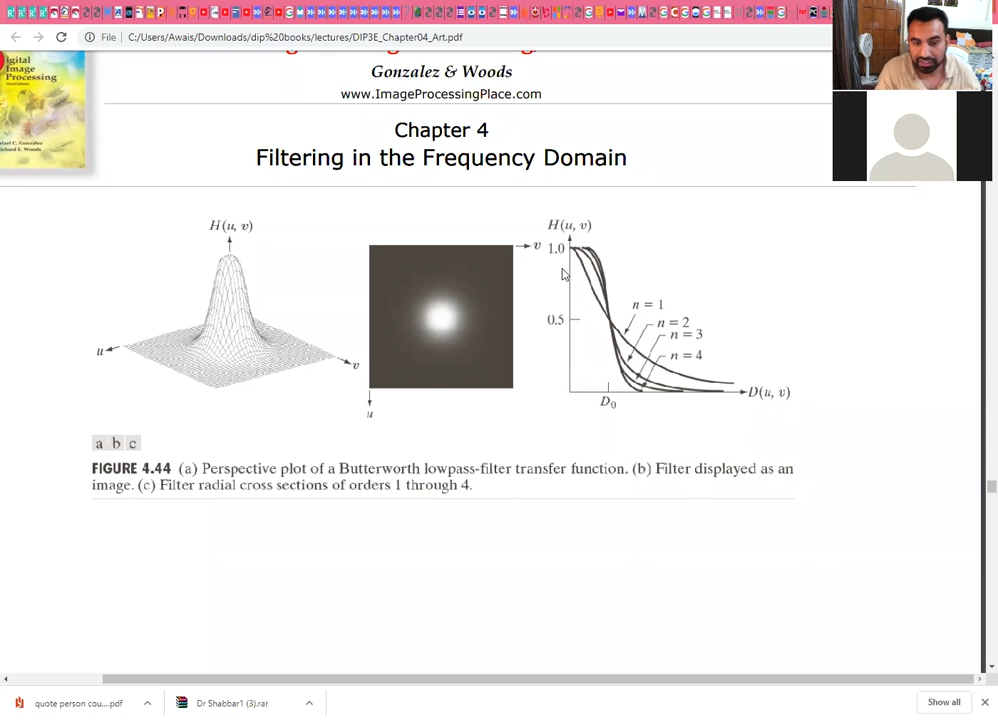 File
C:/Users/Awais/Downloads/dip%20books/lectures/DIP3E_Chapter04_Art.pdf
Gonzalez & Woods
www.ImageProcessingPlace.com
igital
Image
Processing
Chapter 4
Filtering in the Frequency Domain
H(u, v)
u
v
v
u
H(u, v)
1.0
0.5
n = 1
n = 2
n = 3
n = 4
D0
D(u, v)
a b c
FIGURE 4.44 (a) Perspective plot of a Butterworth lowpass-filter transfer function. (b) Filter displayed as an
image. (c) Filter radial cross sections of orders 1 through 4.
quote person cou....pdf
Dr Shabbar1 (3).rar
Show all